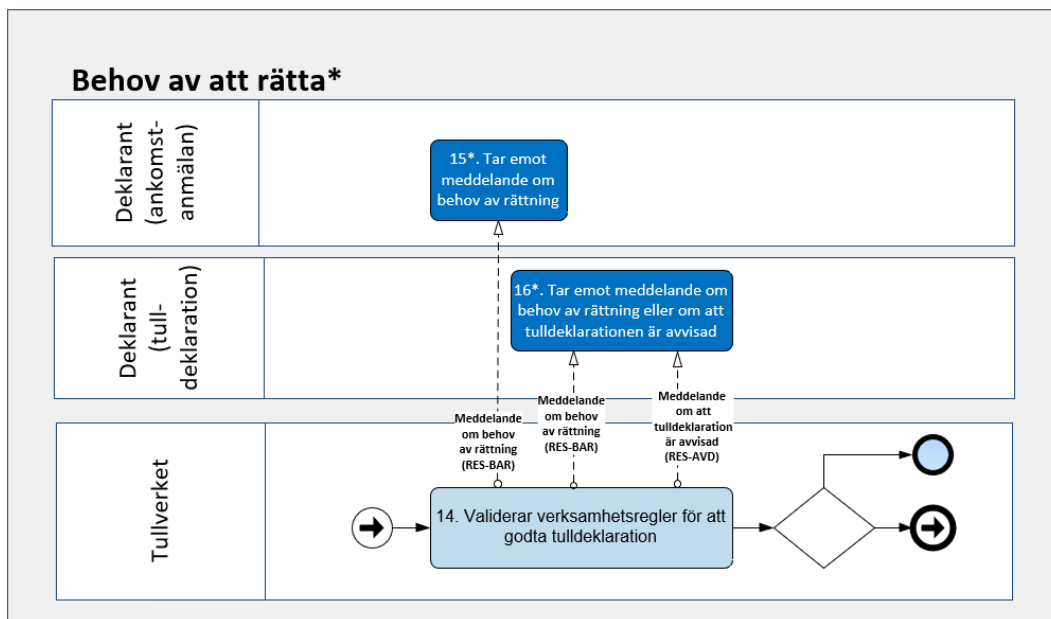 Behov av att rätta*
Deklarant
(ankomst-
anmälan)
15*. Tar emot
meddelande om
behov av rättning
Deklarant
(tull-
deklaration)
16*. Tar emot meddelande om
behov av rättning eller om att
tulldeklarationen är avvisad
Meddelande
om behov
av rättning
(RES-BAR)
Meddelande
om behov
av rättning
(RES-BAR)
Meddelande
om att
tulldeklaration
är avvisad
(RES-AVD)
Tullverket
14. Validerar verksamhetsregler för att
godta tulldeklaration